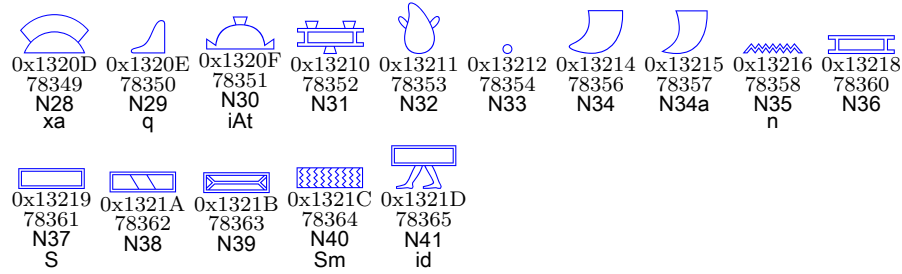 0x1320D 0x1320E 0x1320F 0x13210 0x13211 0x13212 0x13214 0x13215 0x13216 0x13218
78349 78350 78351 78352 78353 78354 78356 78357 78358 78360
N28 N29 N30 N31 N32 N33 N34 N34a N35 N36
xa q iAt n
0x13219 0x1321A 0x1321B 0x1321C 0x1321D
78361 78362 78363 78364 78365
N37 N38 N39 N40 N41
S Sm id